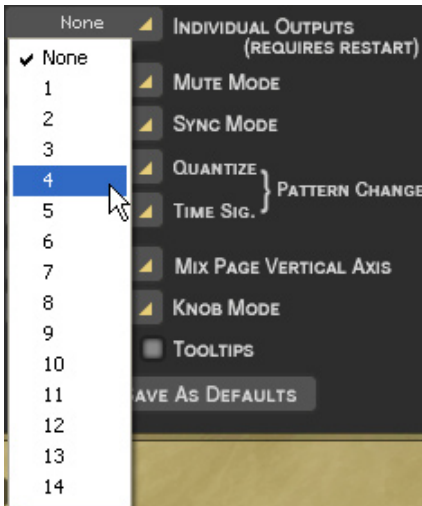 None
INDIVIDUAL OUTPUTS
(REQUIRES RESTART)
None
1
MUTE MODE
2
SYNC MODE
3
QUANTIZE
4
PATTERN CHANGE
5
TIME SIG.
6
7
MIX PAGE VERTICAL AXIS
8
KNOB MODE
9
TOOLTIPS
10
11
AVE AS DEFAULTS
12
13
14